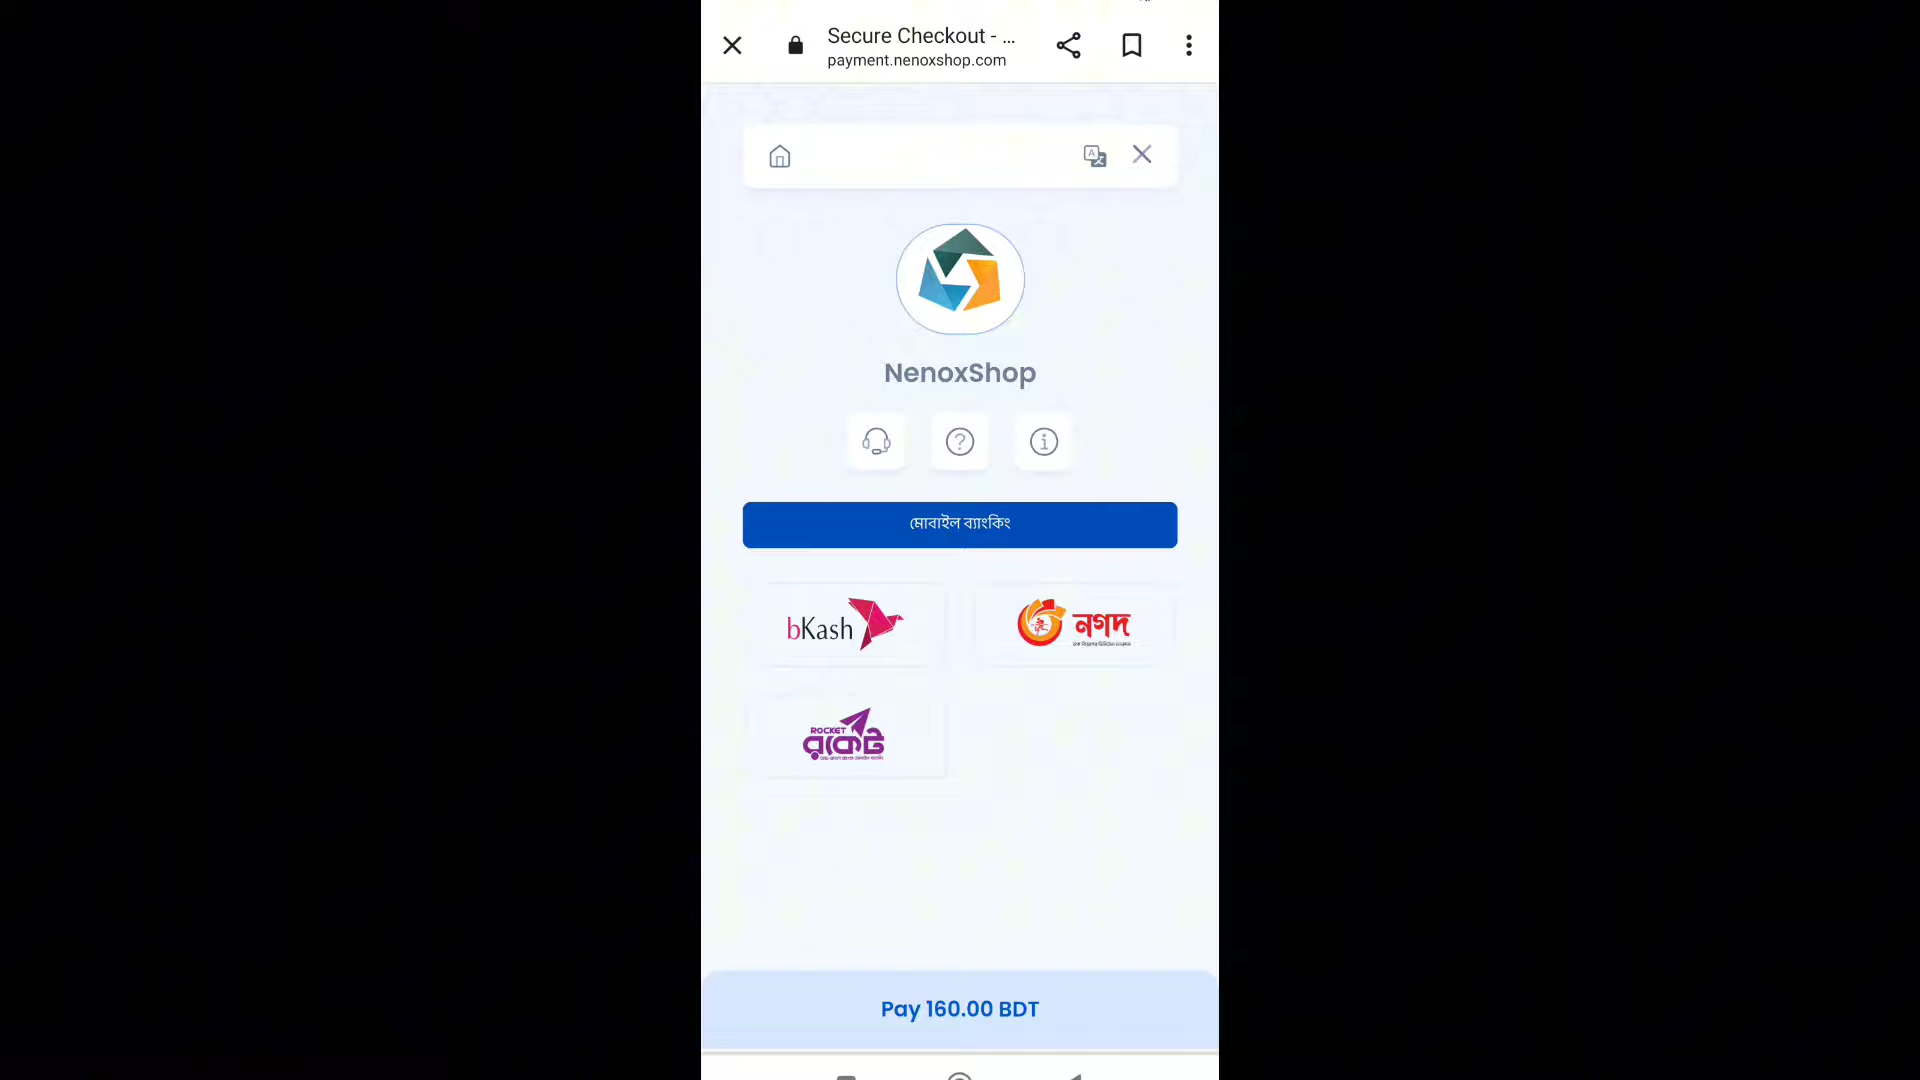 Secure Checkout - ...
payment.nenoxshop.com
NenoxShop
মোবাইল ব্যাংকিং
bKash
নগদ
ROCKET
রকেট
Pay 160.00 BDT